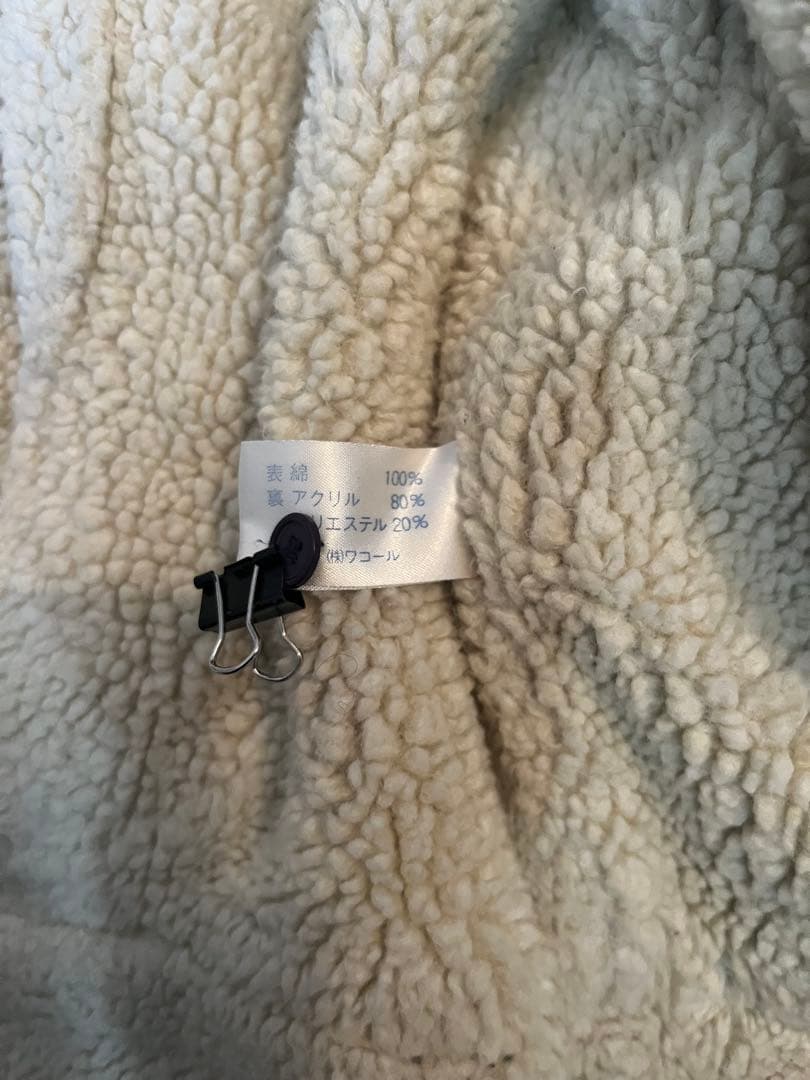 表 綿 100%
裏 アクリル 80%
リエステル 20%
(株)ワコール